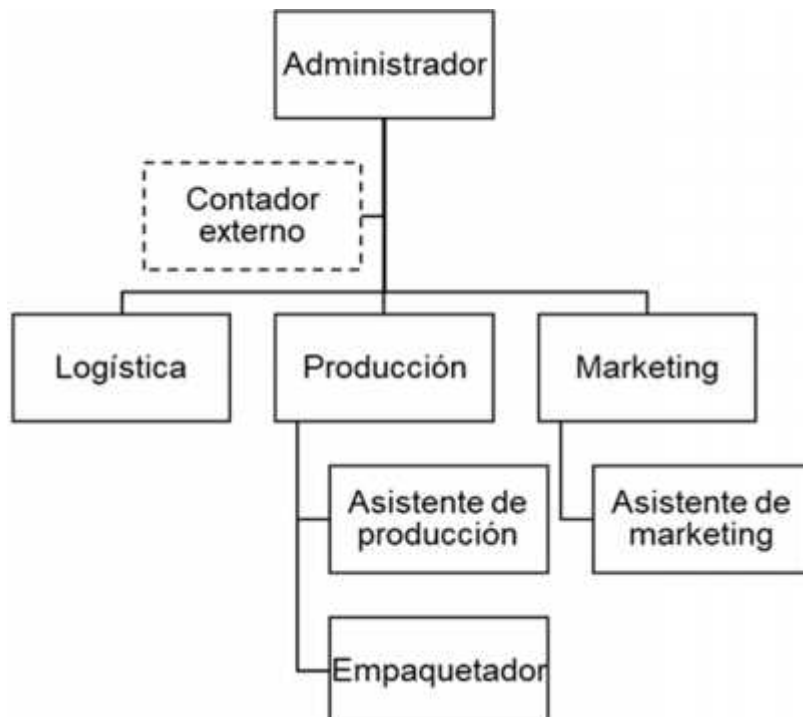 Administrador
Contador
externo
Logística
Producción
Marketing
Asistente de
producción
Asistente de
marketing
Empaquetador